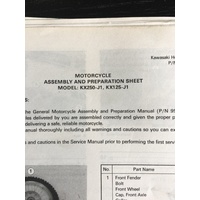 Kawasaki
P/N
MOTORCYCLE
ASSEMBLY AND PREPARATION SHEET
MODEL: KX250-J1, KX125-J1
General Motorcycle Assembly and Preparation Manual (P/N
delivered by you are assembled correctly and given the proper
delivering a safe, reliable motorcycle.
manual thoroughly including all warnings and cautions so you can
and cautions in the Service Manual prior to performing the first
No. Part Name
1 Front Fender
Bolt
Front Wheel
Cap, Front Axle